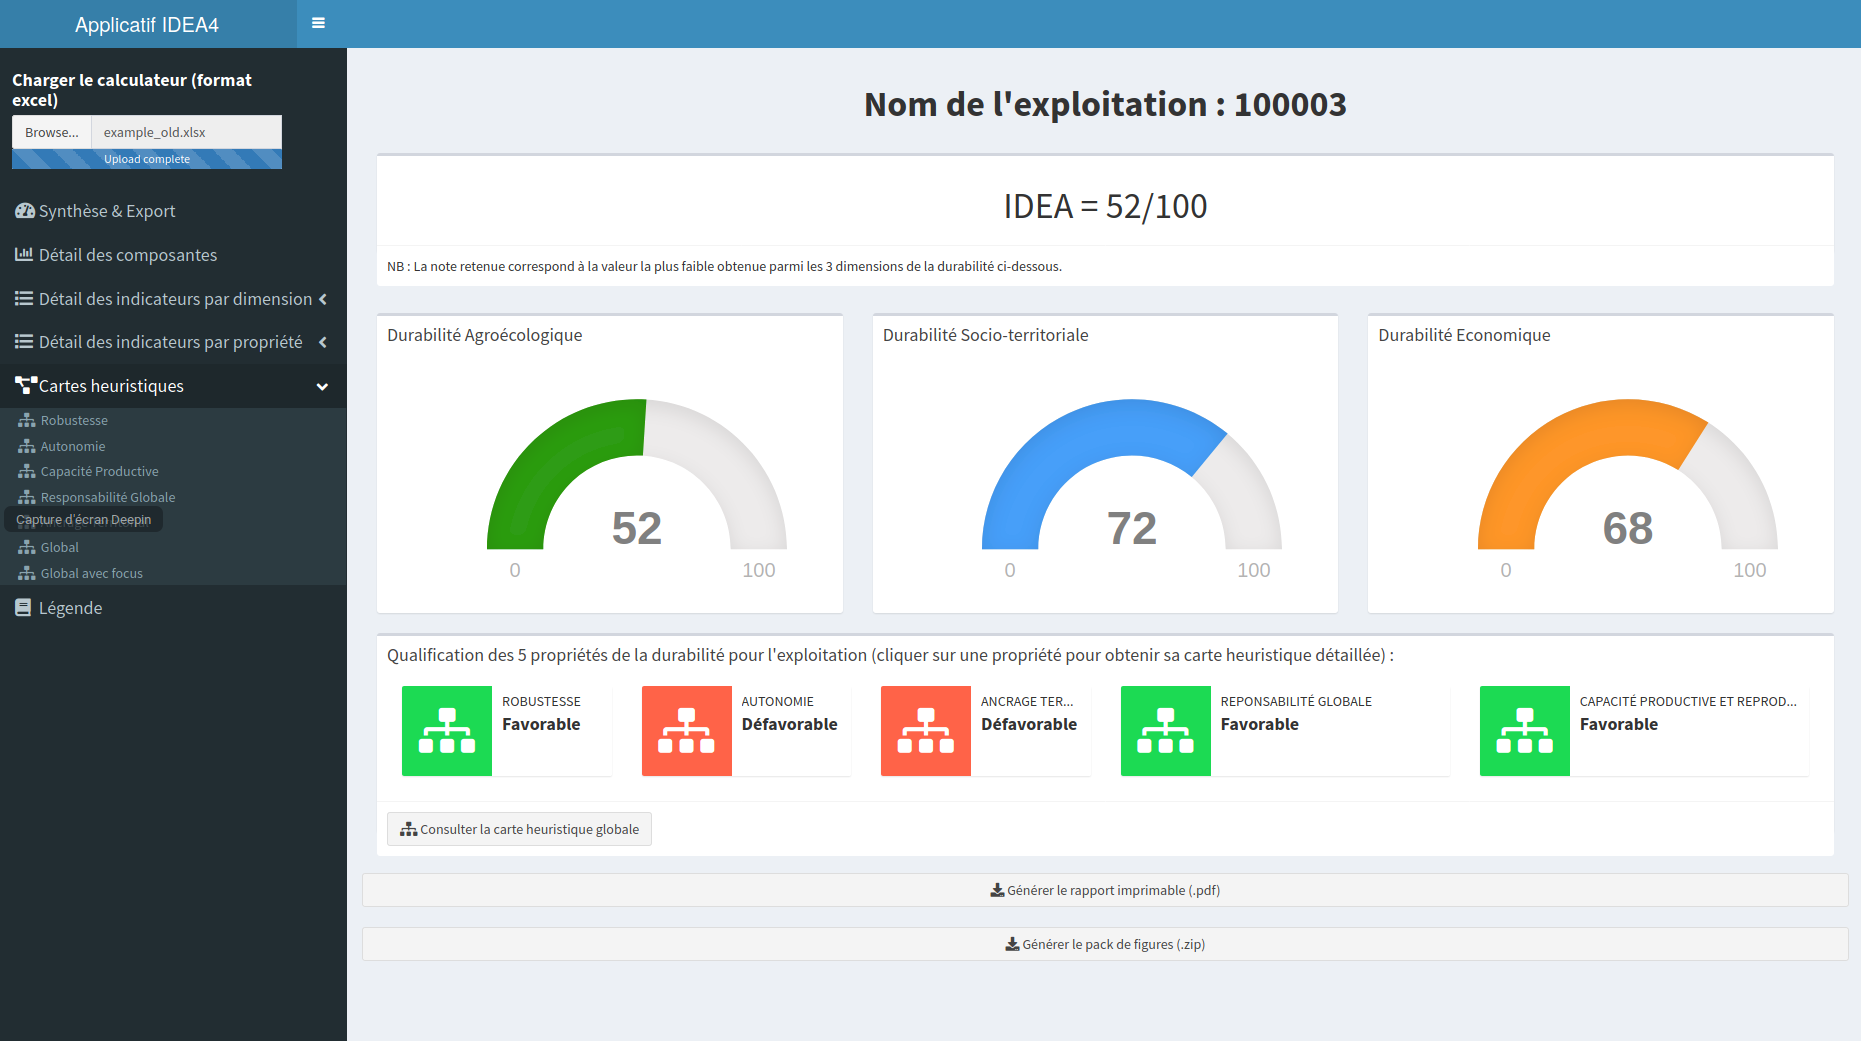 Applicatif IDEA4
Charger le calculateur (format
excel)
Browse...
example_old.xlsx
Upload complete
Synthèse & Export
Détail des composantes
Détail des indicateurs par dimension
Détail des indicateurs par propriété
Cartes heuristiques
Robustesse
Autonomie
Capacité Productive
Responsabilité Globale
Capture d'écran Deepin
Global
Global avec focus
Légende
Nom de l'exploitation : 100003
IDEA = 52/100
NB : La note retenue correspond à la valeur la plus faible obtenue parmi les 3 dimensions de la durabilité ci-dessous.
Durabilité Agroécologique
52
0
100
Durabilité Socio-territoriale
72
0
100
Durabilité Economique
68
0
100
Qualification des 5 propriétés de la durabilité pour l'exploitation (cliquer sur une propriété pour obtenir sa carte heuristique détaillée) :
ROBUSTESSE
Favorable
AUTONOMIE
Défavorable
ANCRAGE TER...
Défavorable
REPONSABILITÉ GLOBALE
Favorable
CAPACITÉ PRODUCTIVE ET REPROD...
Favorable
Consulter la carte heuristique globale
Générer le rapport imprimable (.pdf)
Générer le pack de figures (.zip)